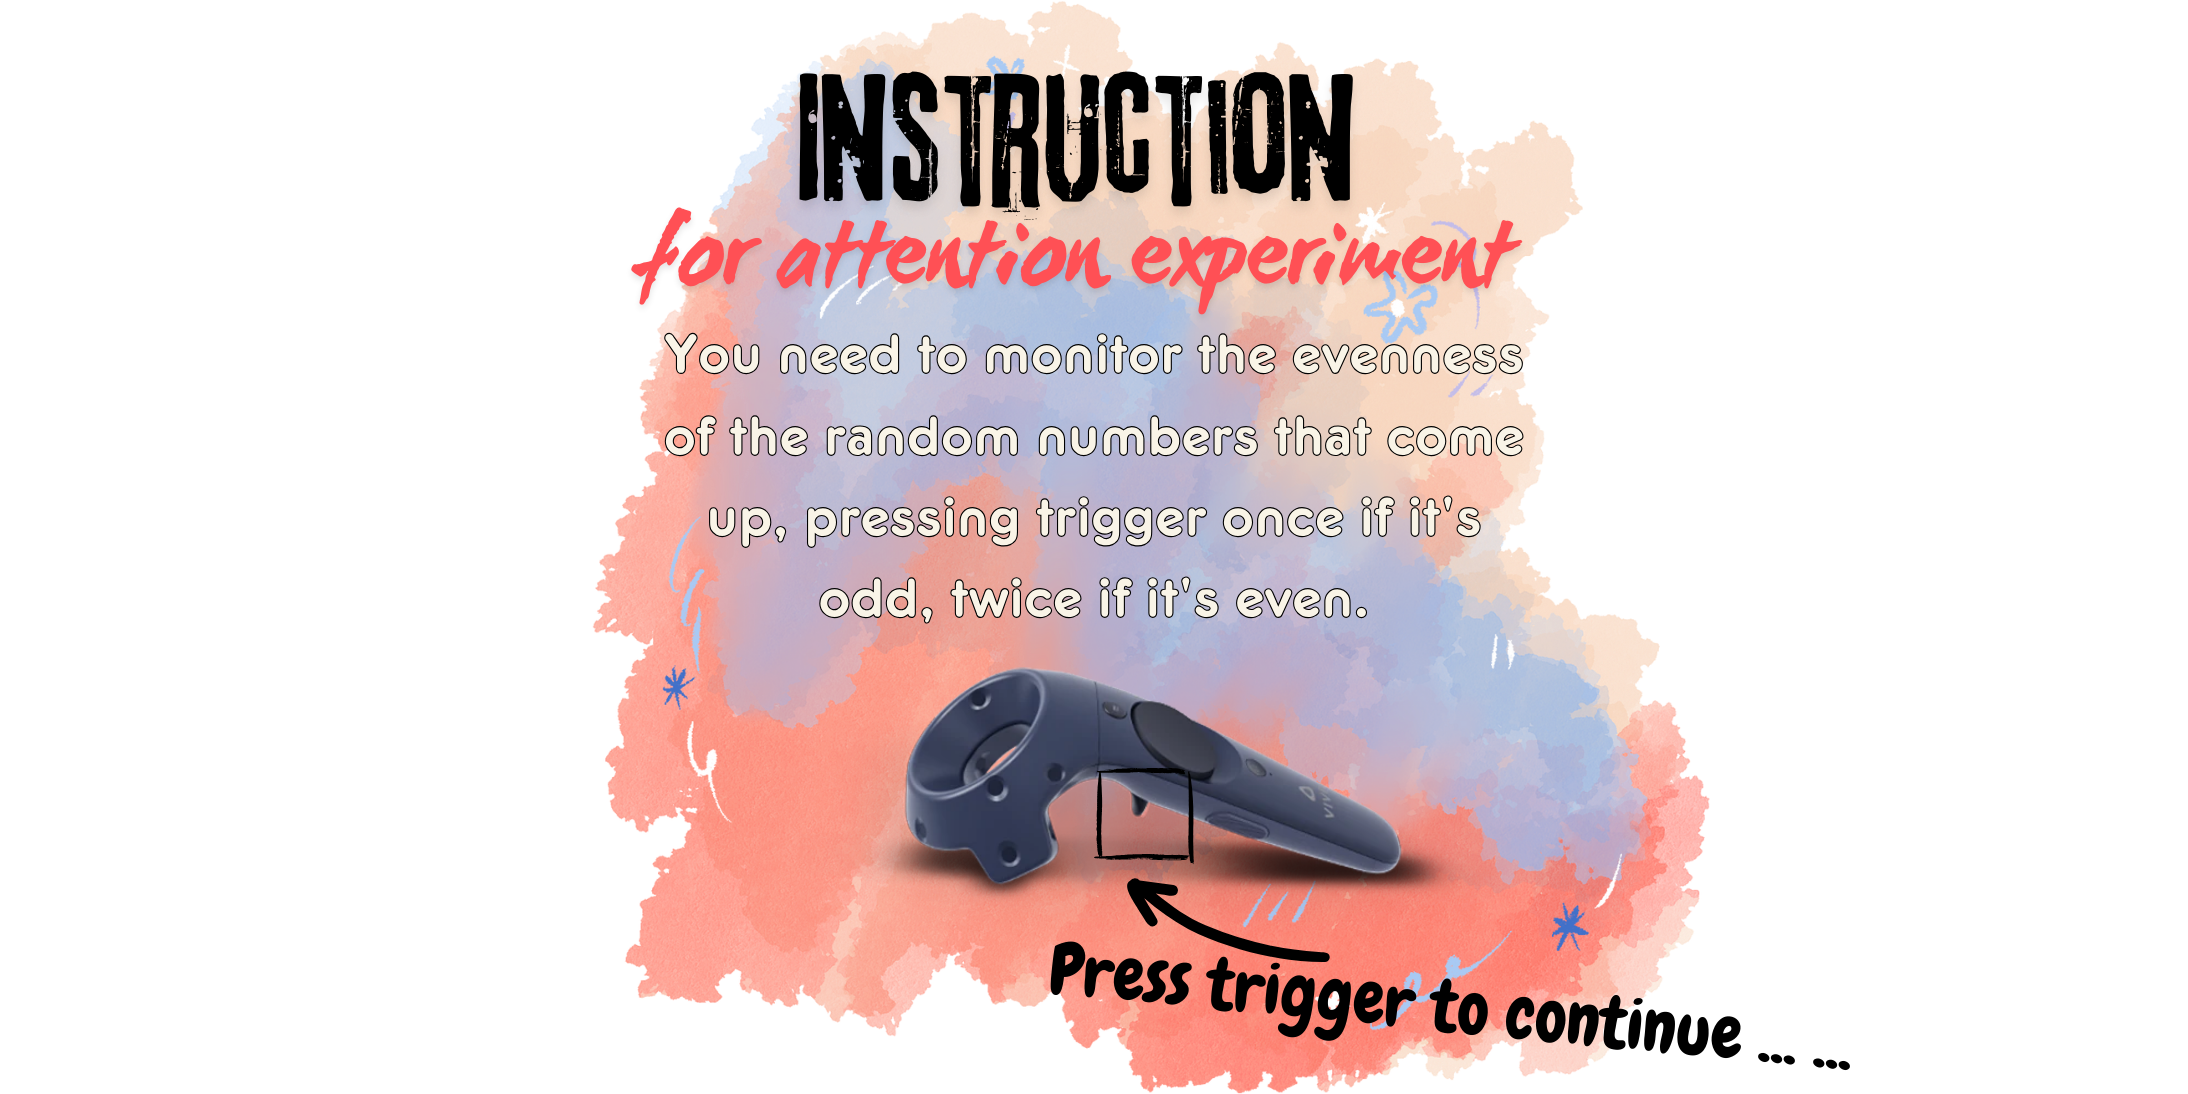 INSTRUCTION
for attention experiment
You need to monitor the evenness
of the random numbers that come
up, pressing trigger once if it's
odd, twice if it's even.
VIVE
Press trigger to continue ... ...